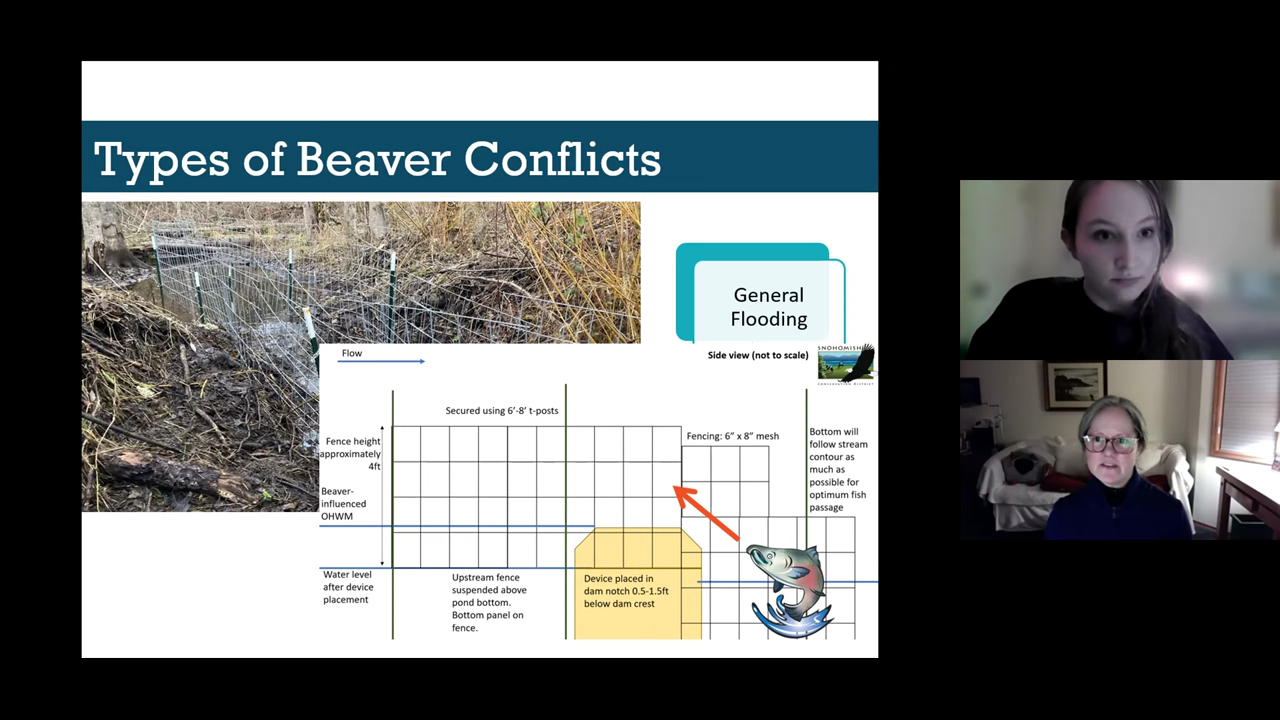 Types of Beaver Conflicts
General
Flooding
Flow
Side view (not to scale)
SNOHOMISH
CONSERVATION DISTRICT
Secured using 6'-8' t-posts
Fencing: 6" x 8" mesh
Bottom will
follow stream
contour as
much as
possible for
optimum fish
passage
Fence height
approximately
4ft
Beaver-
influenced
OHWM
Water level
after device
placement
Upstream fence
suspended above
pond bottom.
Bottom panel on
fence.
Device placed in
dam notch 0.5-1.5ft
below dam crest